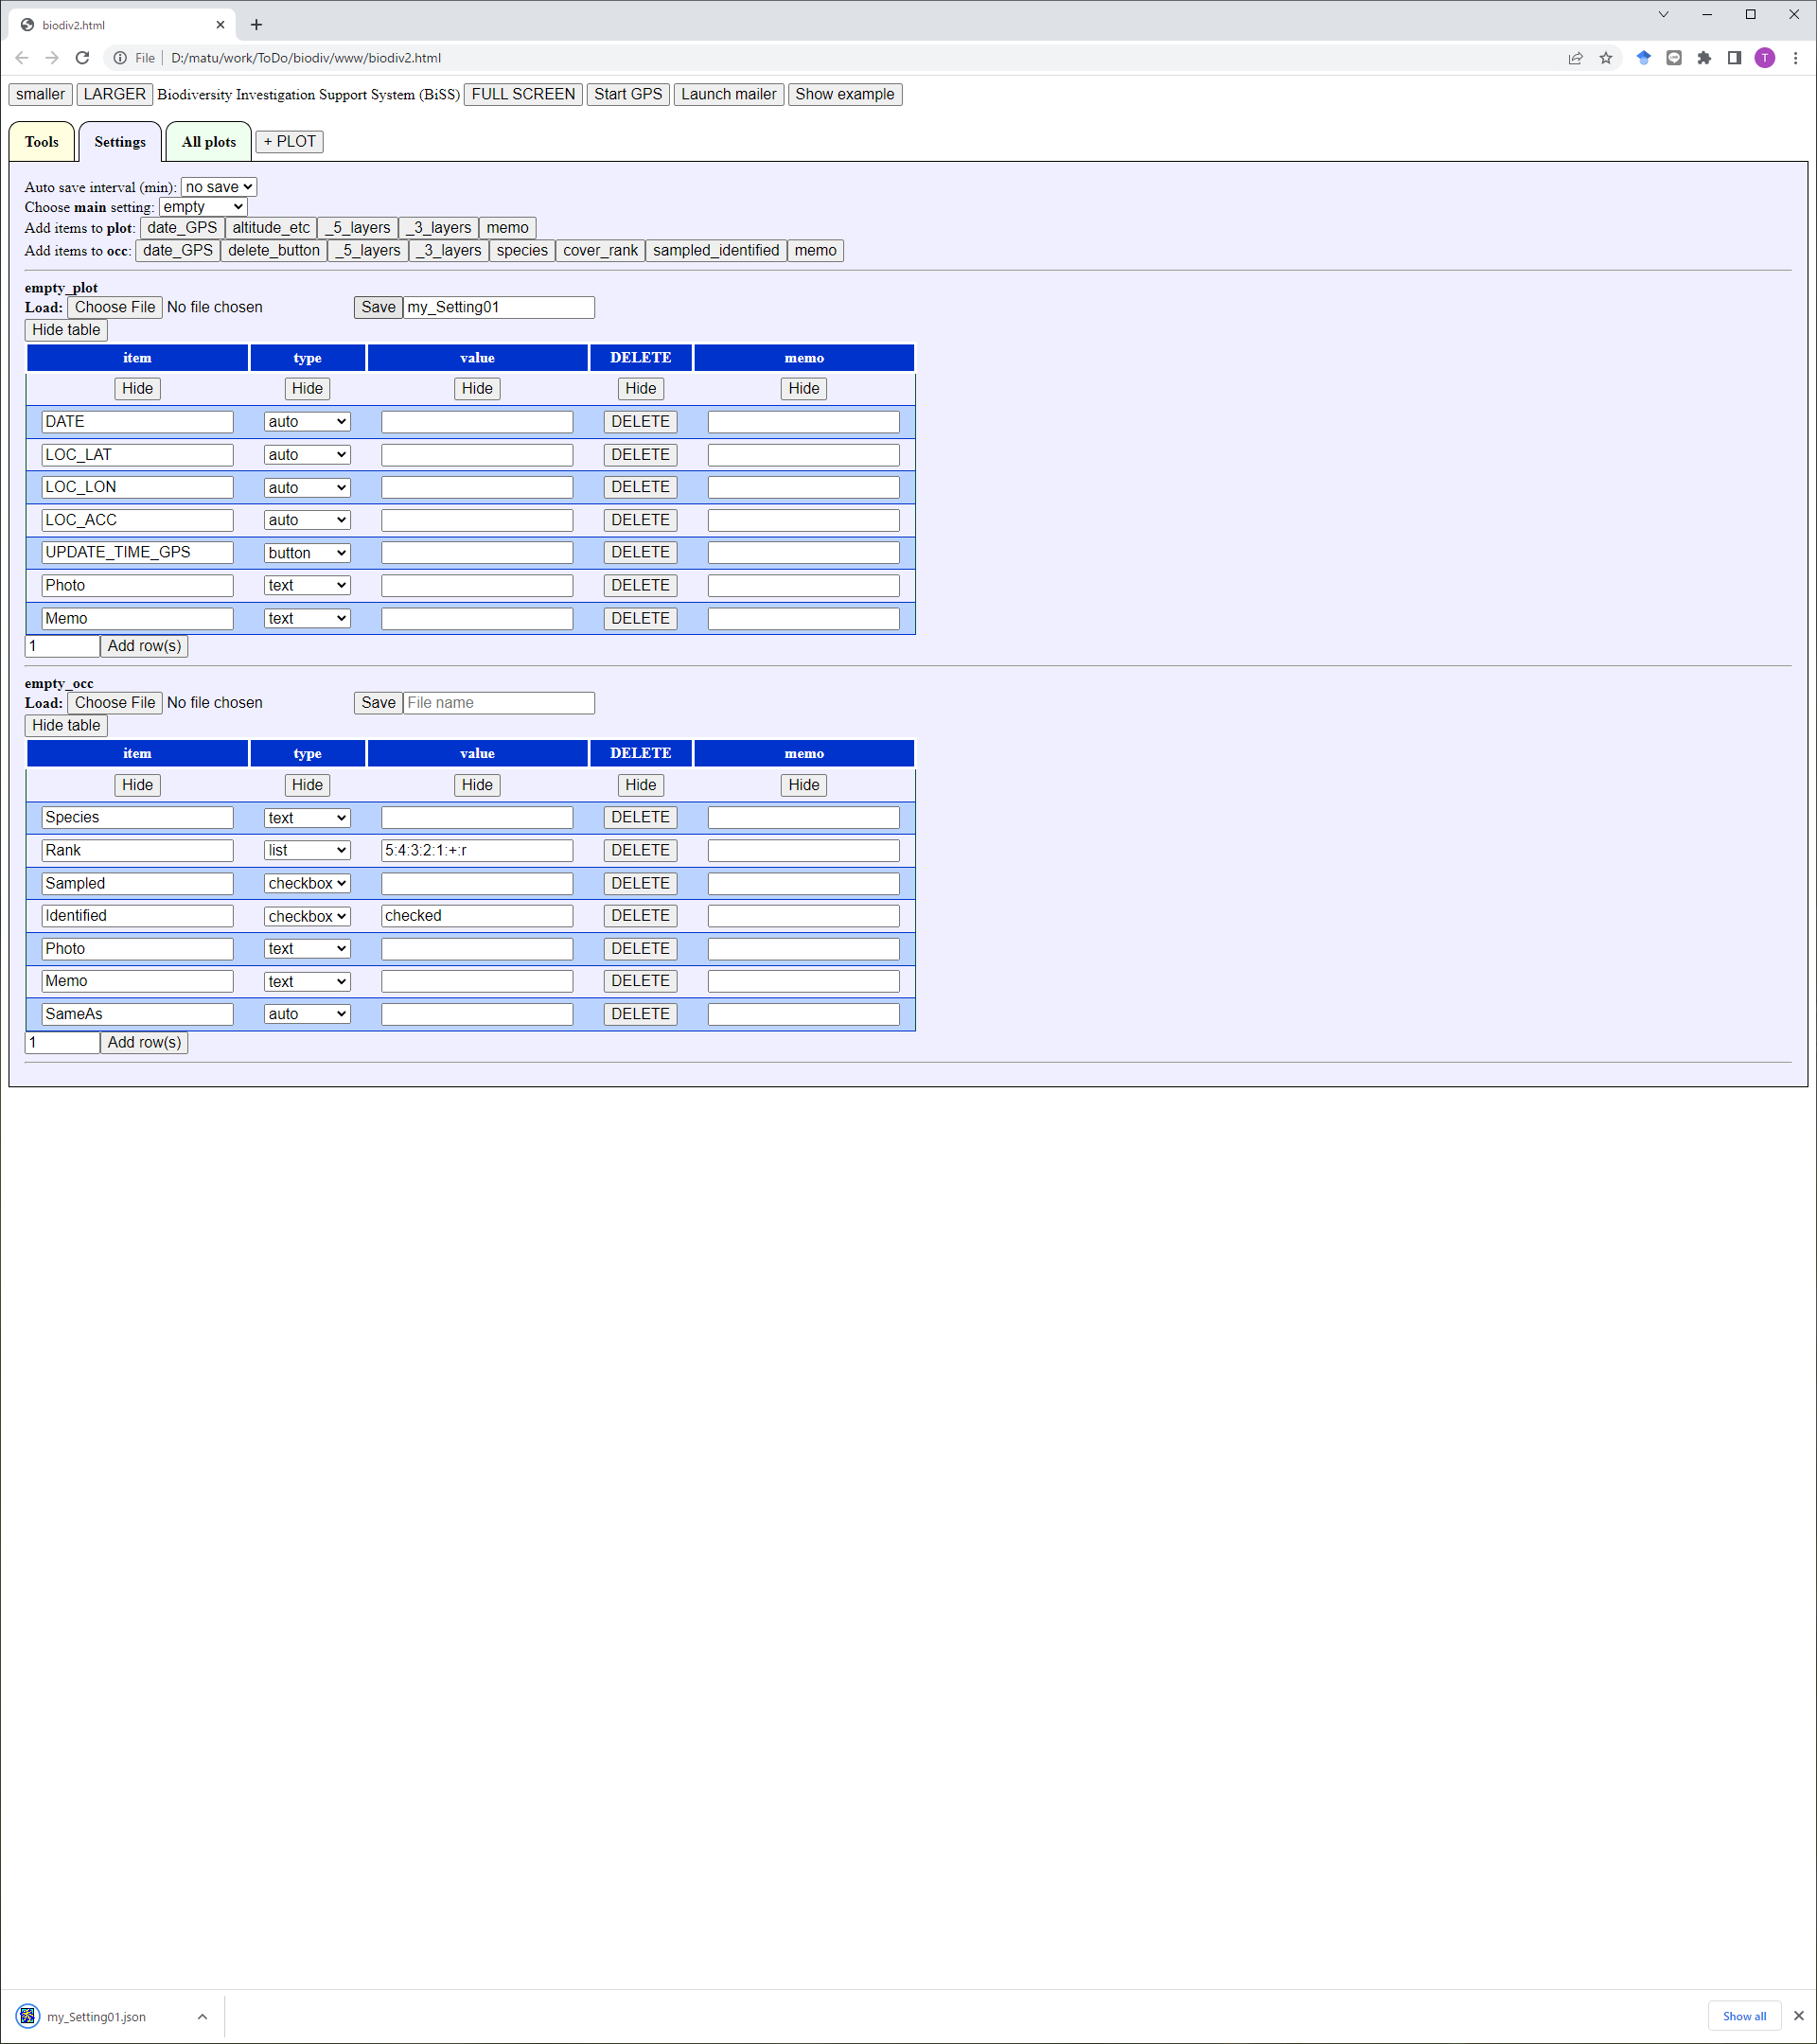 biodiv2.html
File D:/matu/work/ToDo/biodiv/www/biodiv2.html T
smaller LARGER Biodiversity Investigation Support System (BiSS) FULL SCREEN Start GPS Launch mailer Show example
Tools Settings All plots + PLOT
Auto save interval (min): no save
Choose main setting: empty
Add items to plot: date_GPS altitude_etc _5_layers _3_layers memo
Add items to occ: date_GPS delete_button _5_layers _3_layers species cover_rank sampled_identified memo
empty_plot
Load: Choose File No file chosen Save my_Setting01
Hide table
item type value DELETE memo
Hide Hide Hide Hide Hide
DATE auto DELETE
LOC_LAT auto DELETE
LOC_LON auto DELETE
LOC_ACC auto DELETE
UPDATE_TIME_GPS button DELETE
Photo text DELETE
Memo text DELETE
1 Add row(s)
empty_occ
Load: Choose File No file chosen Save File name
Hide table
item type value DELETE memo
Hide Hide Hide Hide Hide
Species text DELETE
Rank list 5:4:3:2:1:+:r DELETE
Sampled checkbox DELETE
Identified checkbox checked DELETE
Photo text DELETE
Memo text DELETE
SameAs auto DELETE
1 Add row(s)
my_Setting01.json Show all